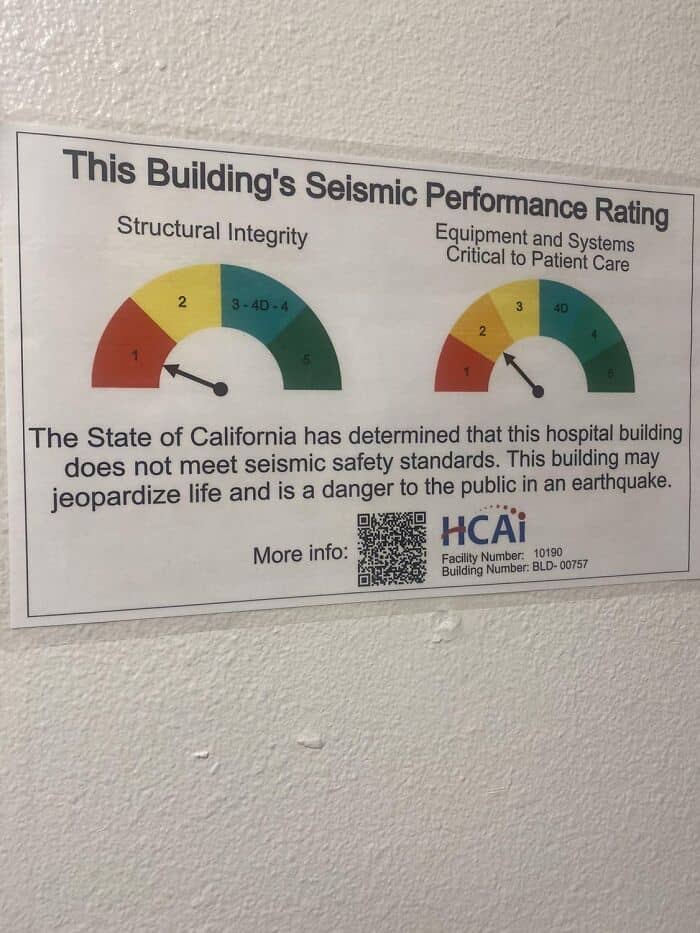 This Building's Seismic Performance Rating
Structural Integrity
1
2
3 - 4D - 4
5
Equipment and Systems
Critical to Patient Care
1
2
3
4D
4
5
The State of California has determined that this hospital building
does not meet seismic safety standards. This building may
jeopardize life and is a danger to the public in an earthquake.
More info:
HCAi
Facility Number: 10190
Building Number: BLD- 00757